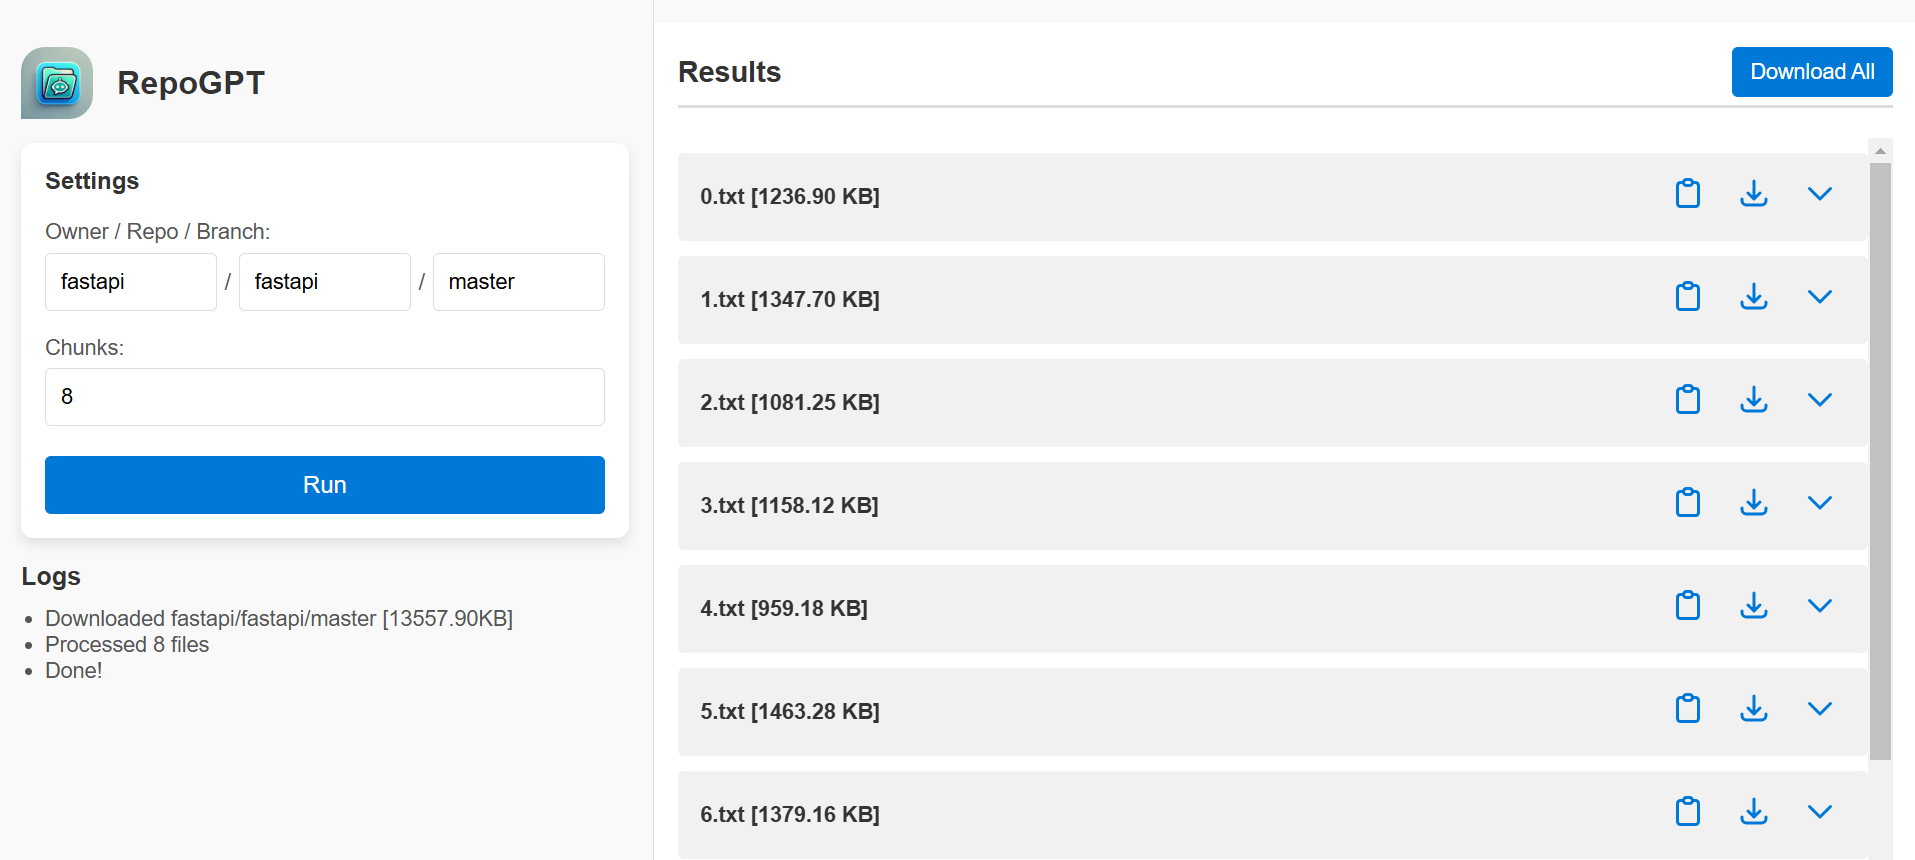 RepoGPT
Settings
Owner / Repo / Branch:
fastapi / fastapi / master
Chunks:
8
Run
Logs
Downloaded fastapi/fastapi/master [13557.90KB]
Processed 8 files
Done!
Results
Download All
0.txt [1236.90 KB]
1.txt [1347.70 KB]
2.txt [1081.25 KB]
3.txt [1158.12 KB]
4.txt [959.18 KB]
5.txt [1463.28 KB]
6.txt [1379.16 KB]